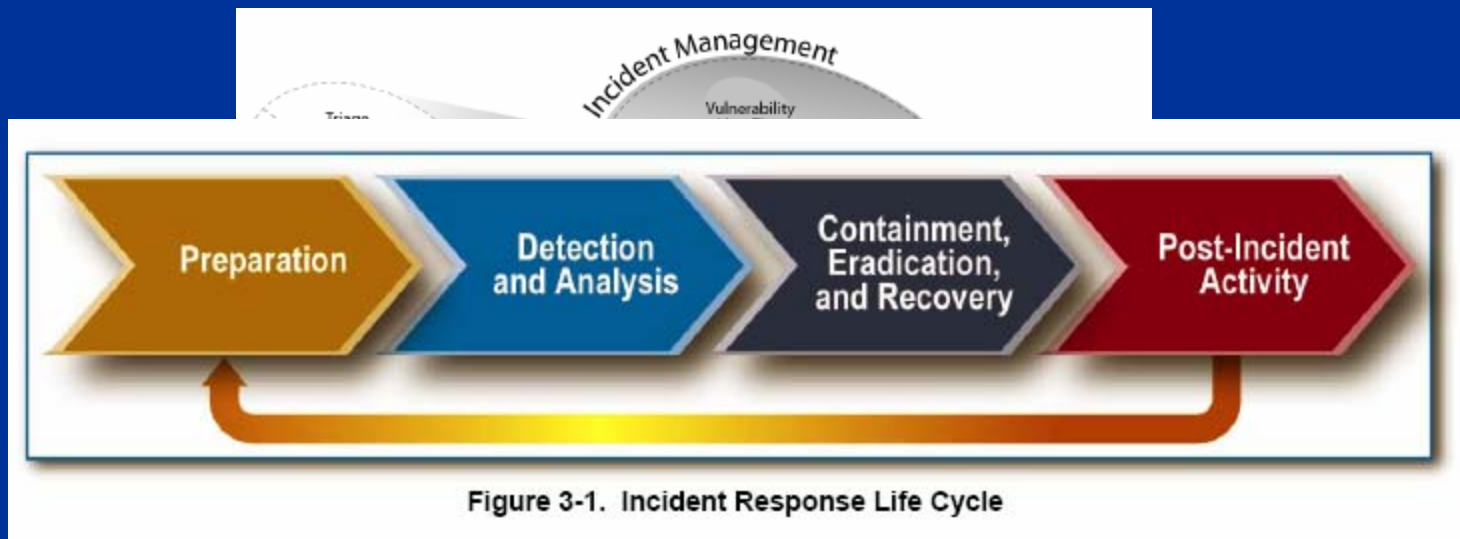 Incident Management
Vulnerability
Triage
Preparation
Detection
and Analysis
Containment,
Eradication,
and Recovery
Post-Incident
Activity
Figure 3-1. Incident Response Life Cycle